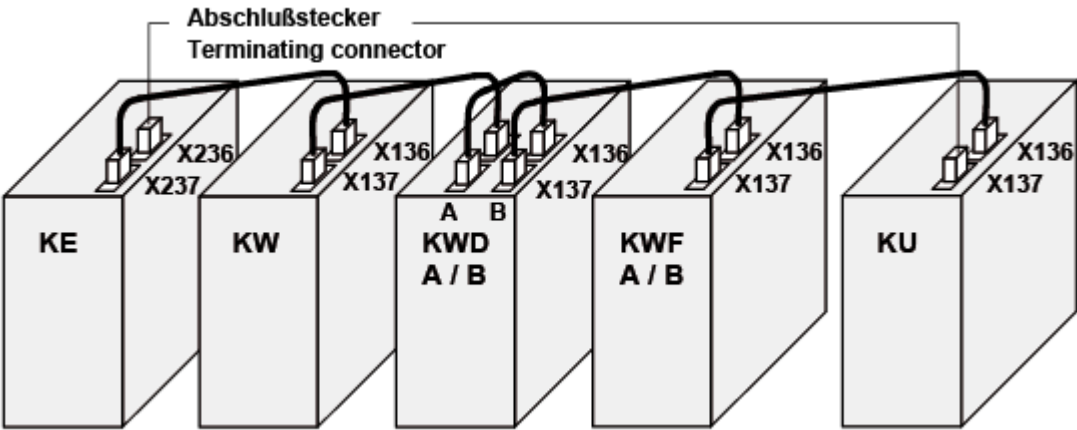 Abschlußstecker
Terminating connector
X236
X237
X136
X137
X136
X137
X136
X137
X136
X137
A B
KE
KW
KWD
A / B
KWF
A / B
KU